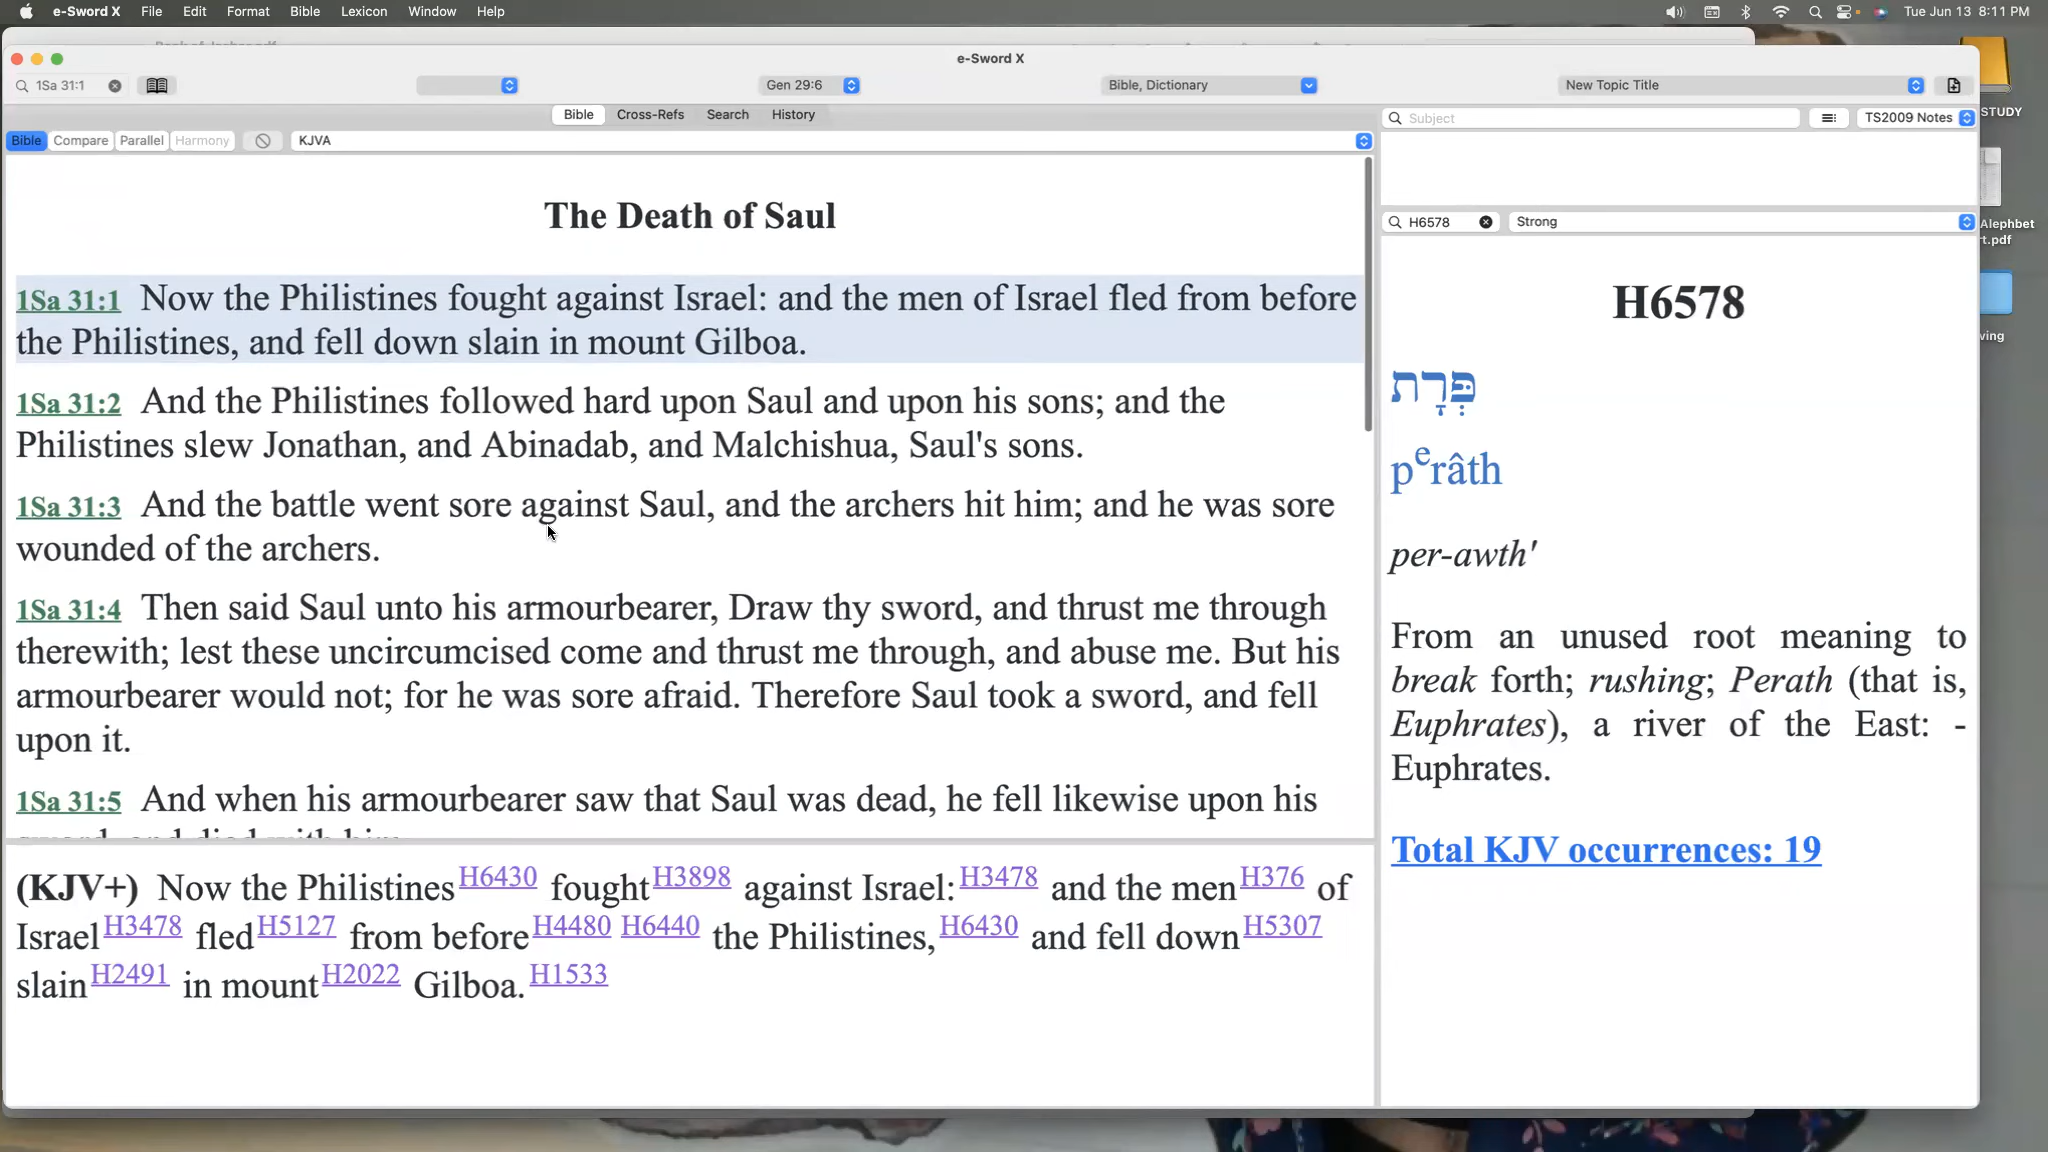 e-Sword X File Edit Format Bible Lexicon Window Help
Tue Jun 13 8:11 PM
e-Sword X
1Sa 31:1
Gen 29:6
Bible, Dictionary
New Topic Title
STUDY
Bible Cross-Refs Search History
Subject
TS2009 Notes
Bible Compare Parallel Harmony
KJVA
The Death of Saul
1Sa 31:1 Now the Philistines fought against Israel: and the men of Israel fled from before
the Philistines, and fell down slain in mount Gilboa.
1Sa 31:2 And the Philistines followed hard upon Saul and upon his sons; and the
Philistines slew Jonathan, and Abinadab, and Malchishua, Saul's sons.
1Sa 31:3 And the battle went sore against Saul, and the archers hit him; and he was sore
wounded of the archers.
1Sa 31:4 Then said Saul unto his armourbearer, Draw thy sword, and thrust me through
therewith; lest these uncircumcised come and thrust me through, and abuse me. But his
armourbearer would not; for he was sore afraid. Therefore Saul took a sword, and fell
upon it.
1Sa 31:5 And when his armourbearer saw that Saul was dead, he fell likewise upon his
sword, and died with him.
(KJV+) Now the Philistines H6430 fought H3898 against Israel: H3478 and the men H376 of
Israel H3478 fled H5127 from before H4480 H6440 the Philistines, H6430 and fell down H5307
slain H2491 in mount H2022 Gilboa. H1533
H6578
Strong
H6578
פְּרָת
perâth
per-awth'
From an unused root meaning to
break forth; rushing; Perath (that is,
Euphrates), a river of the East: -
Euphrates.
Total KJV occurrences: 19
Alephbet
t.pdf
ving